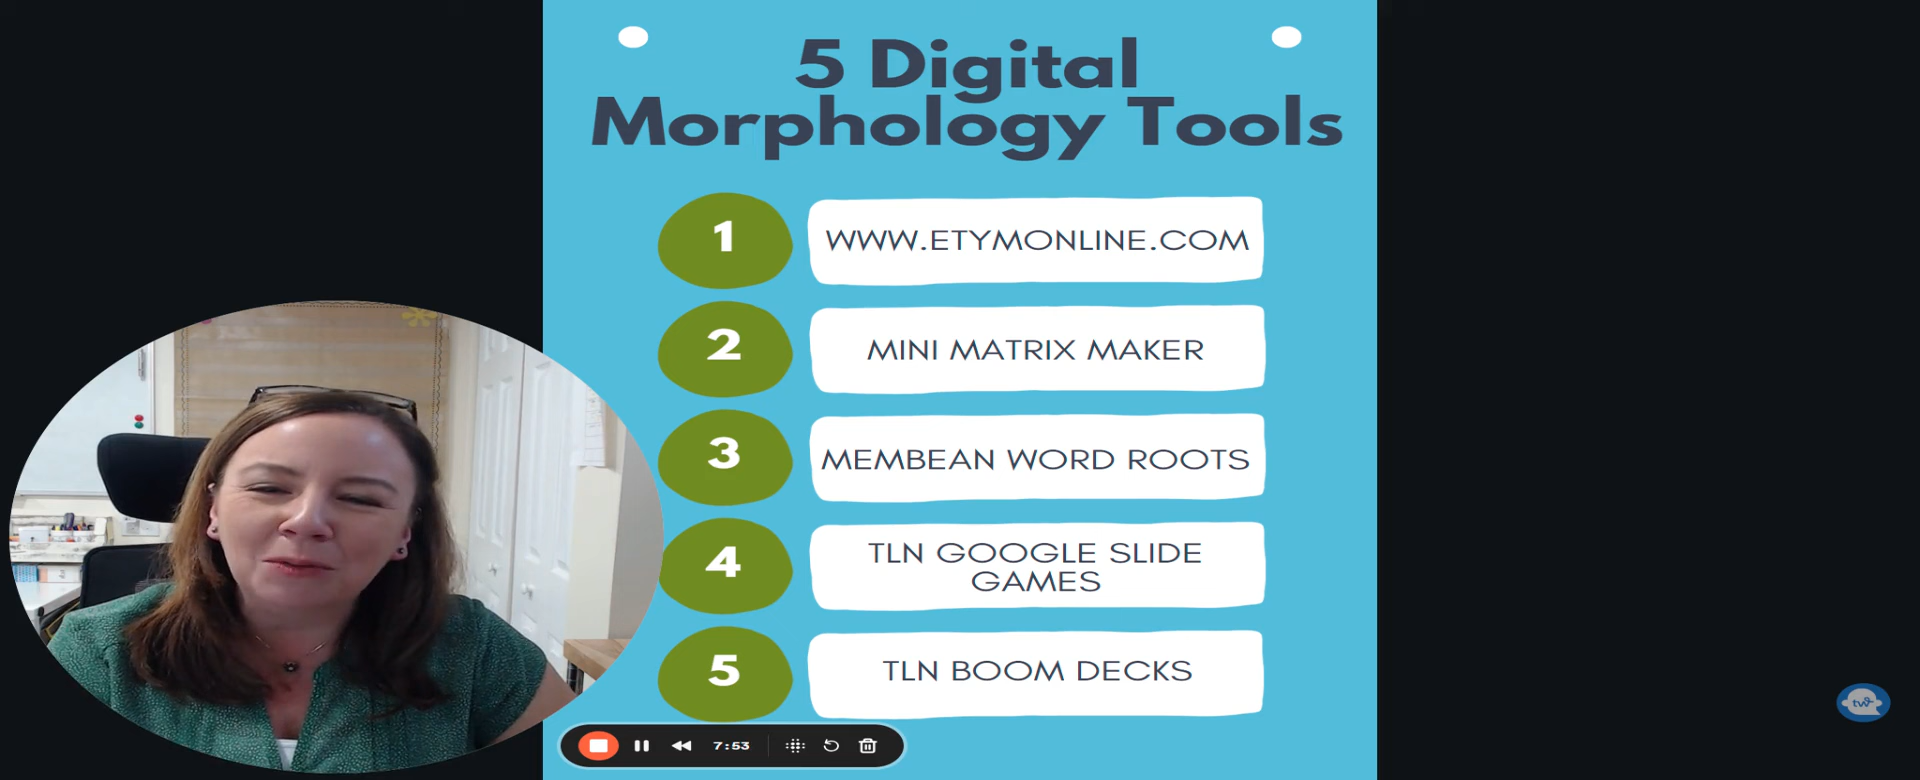 5 Digital
Morphology Tools
1
WWW.ETYMONLINE.COM
2
MINI MATRIX MAKER
3
MEMBEAN WORD ROOTS
4
TLN GOOGLE SLIDE
GAMES
5
TLN BOOM DECKS
7:53